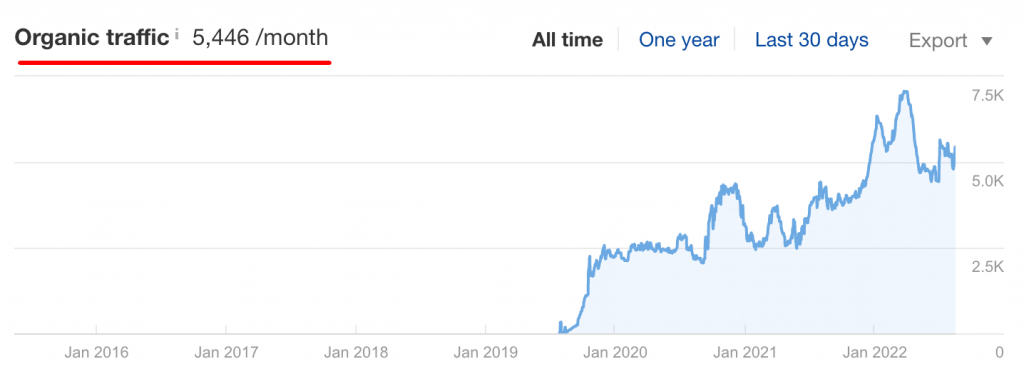 Organic traffic i 5,446 /month
All time One year Last 30 days Export
7.5K
5.0K
2.5K
Jan 2016 Jan 2017 Jan 2018 Jan 2019 Jan 2020 Jan 2021 Jan 2022 0